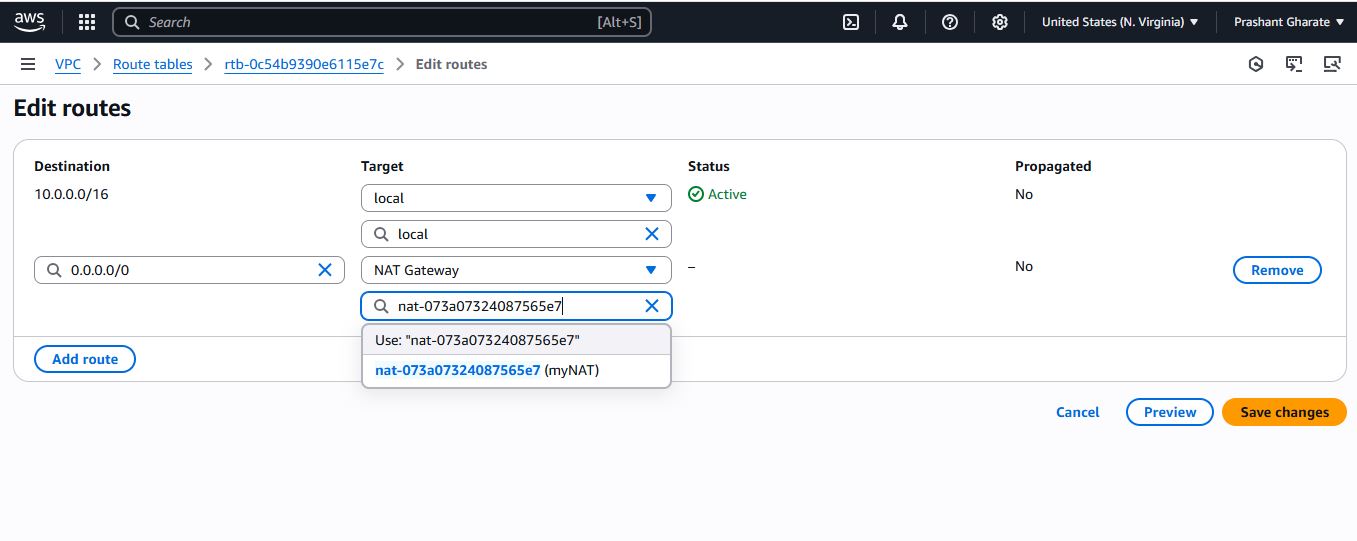 aws
Search [Alt+S]
United States (N. Virginia) Prashant Gharate
VPC Route tables rtb-0c54b9390e6115e7c Edit routes
Edit routes
Destination Target Status Propagated
10.0.0.0/16 local Active No
local
0.0.0.0/0 NAT Gateway – No Remove
nat-073a07324087565e7
Use: "nat-073a07324087565e7"
Add route
nat-073a07324087565e7 (myNAT)
Cancel Preview Save changes